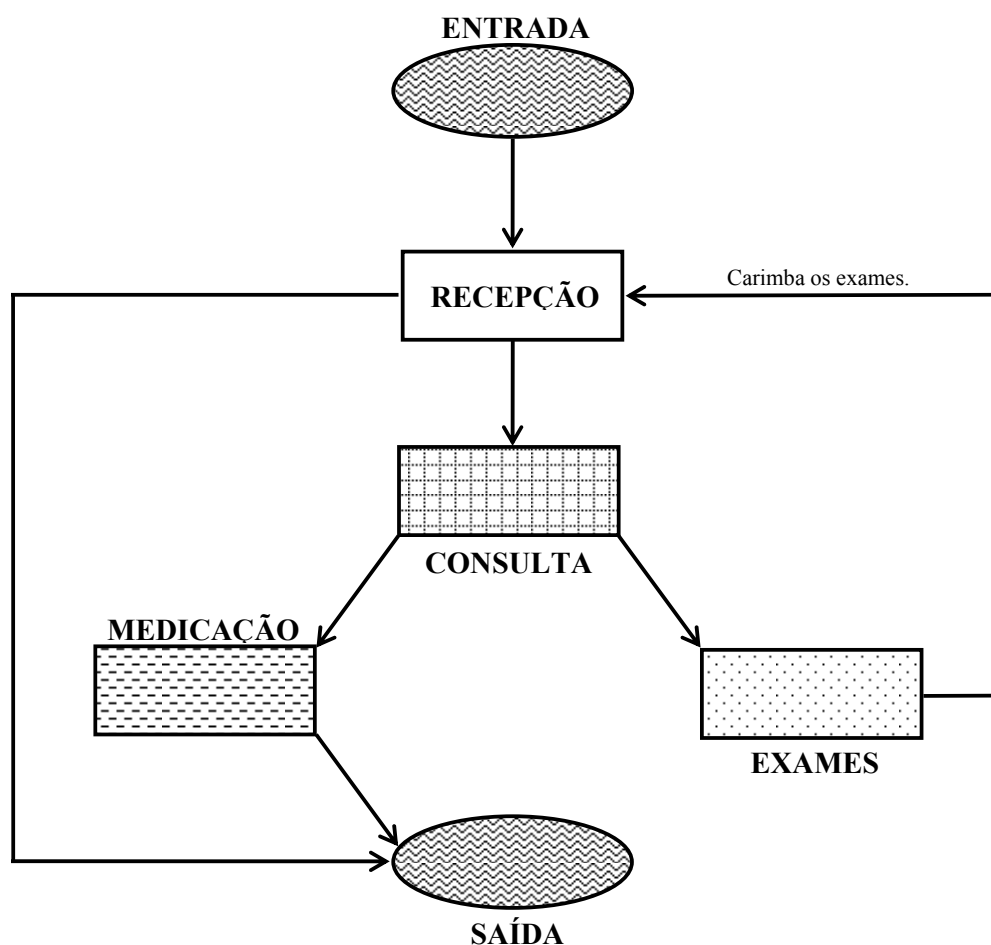 ENTRADA
RECEPÇÃO
Carimba os exames.
CONSULTA
MEDICAÇÃO
EXAMES
SAÍDA